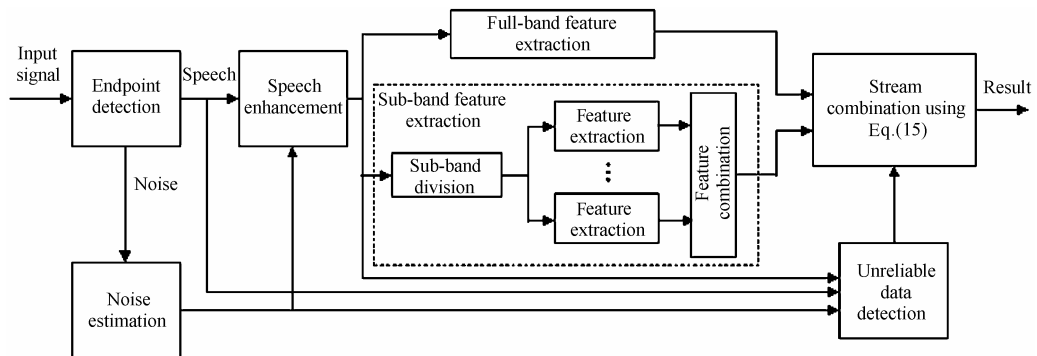 Input
signal
Endpoint
detection
Speech
Speech
enhancement
Noise
Noise
estimation
Full-band feature
extraction
Sub-band feature
extraction
Sub-band
division
Feature
extraction
...
Feature
extraction
Feature
combination
Stream
combination using
Eq.(15)
Result
Unreliable
data
detection